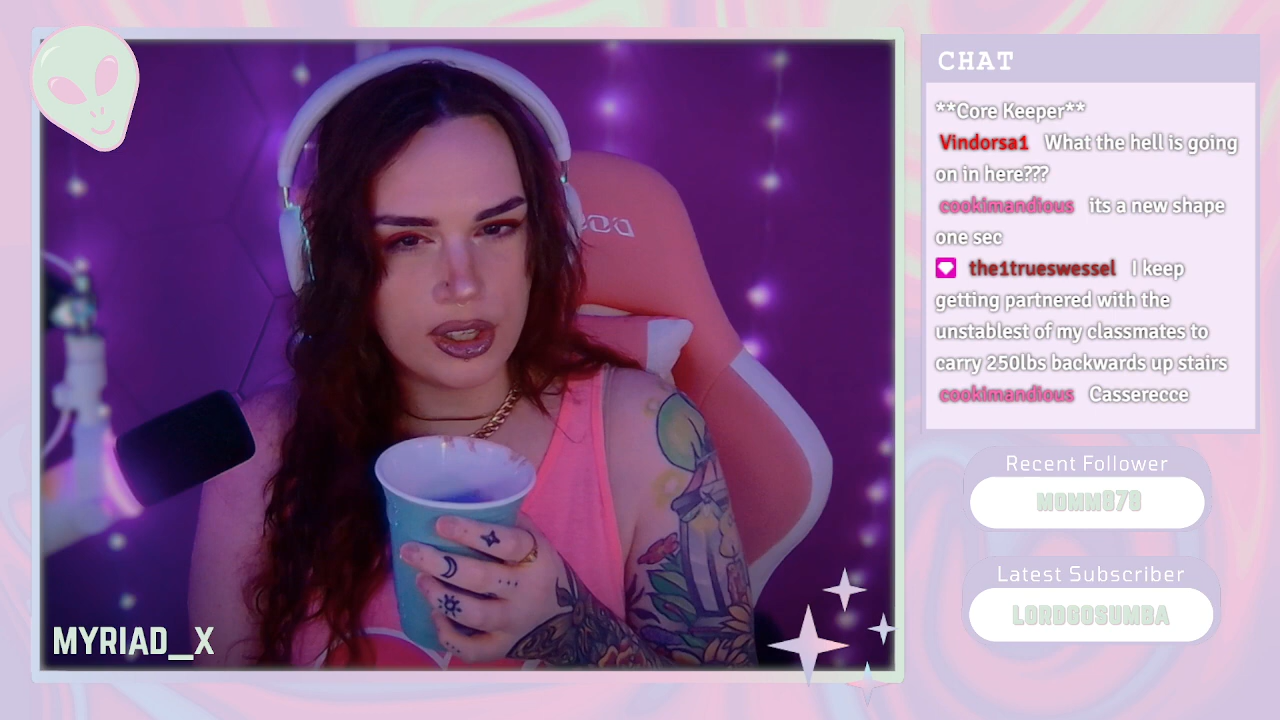 CHAT
**Core Keeper**
Vindorsa1 What the hell is going
on in here???
cookimandious its a new shape
one sec
the1trueswessel I keep
getting partnered with the
unstablest of my classmates to
carry 250lbs backwards up stairs
cookimandious Casserecce
Recent Follower
momm070
Latest Subscriber
LORDGOSUMBA
MYRIAD_X